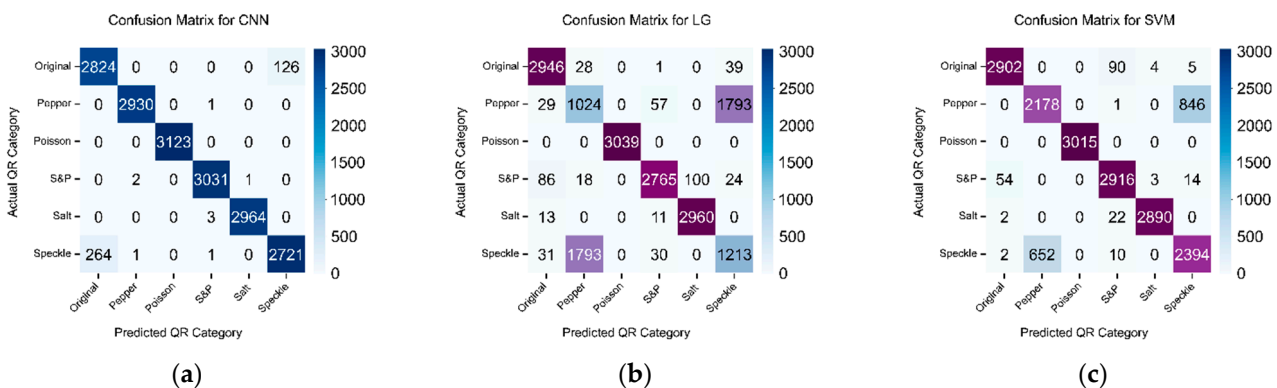 Confusion Matrix for CNN
Original 2824 0 0 0 0 126
Pepper 0 2930 0 1 0 0
Poisson 0 0 3123 0 0 0
S&P 0 2 0 3031 1 0
Salt 0 0 0 3 2964 0
Speckle 264 1 0 1 0 2721
Original Pepper Poisson S&P Salt Speckle
Actual QR Category
Predicted QR Category
3000
2500
2000
1500
1000
500
0
(a)
Confusion Matrix for LG
Original 2946 28 0 1 0 39
Pepper 29 1024 0 57 0 1793
Poisson 0 0 3039 0 0 0
S&P 86 18 0 2765 100 24
Salt 13 0 0 11 2960 0
Speckle 31 1793 0 30 0 1213
Original Pepper Poisson S&P Salt Speckle
Actual QR Category
Predicted QR Category
3000
2500
2000
1500
1000
500
0
(b)
Confusion Matrix for SVM
Original 2902 0 0 90 4 5
Pepper 0 2178 0 1 0 846
Poisson 0 0 3015 0 0 0
S&P 54 0 0 2916 3 14
Salt 2 0 0 22 2890 0
Speckle 2 652 0 10 0 2394
Original Pepper Poisson S&P Salt Speckle
Actual QR Category
Predicted QR Category
3000
2500
2000
1500
1000
500
0
(c)